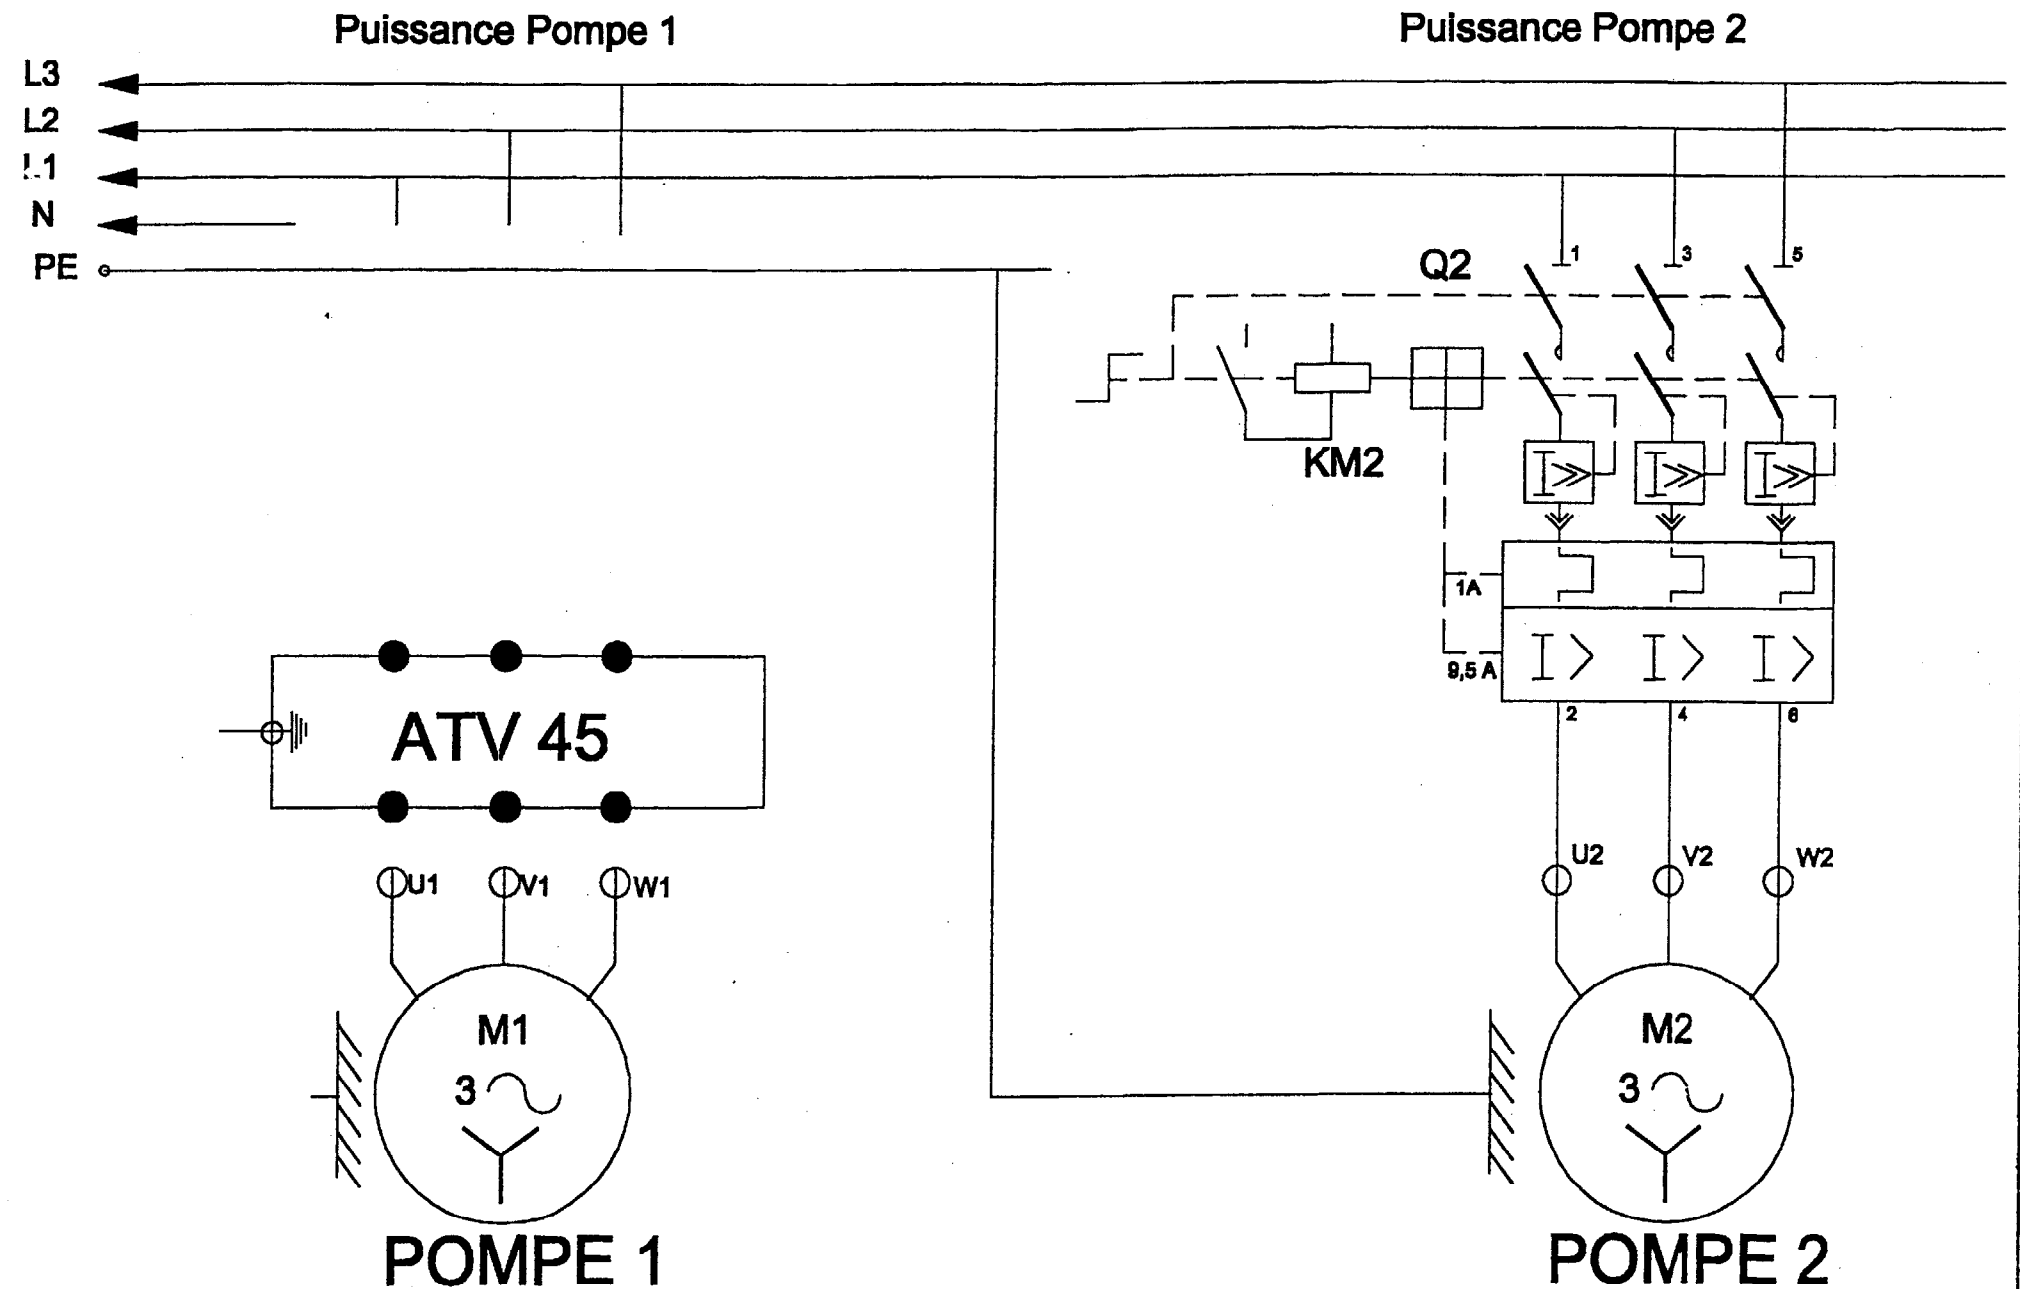 Puissance Pompe 1
Puissance Pompe 2
L3
L2
L1
N
PE
Q2
1
3
5
KM2
1A
9,5 A
2
4
6
ATV 45
U1
V1
W1
U2
V2
W2
M1
3
M2
3
POMPE 1
POMPE 2